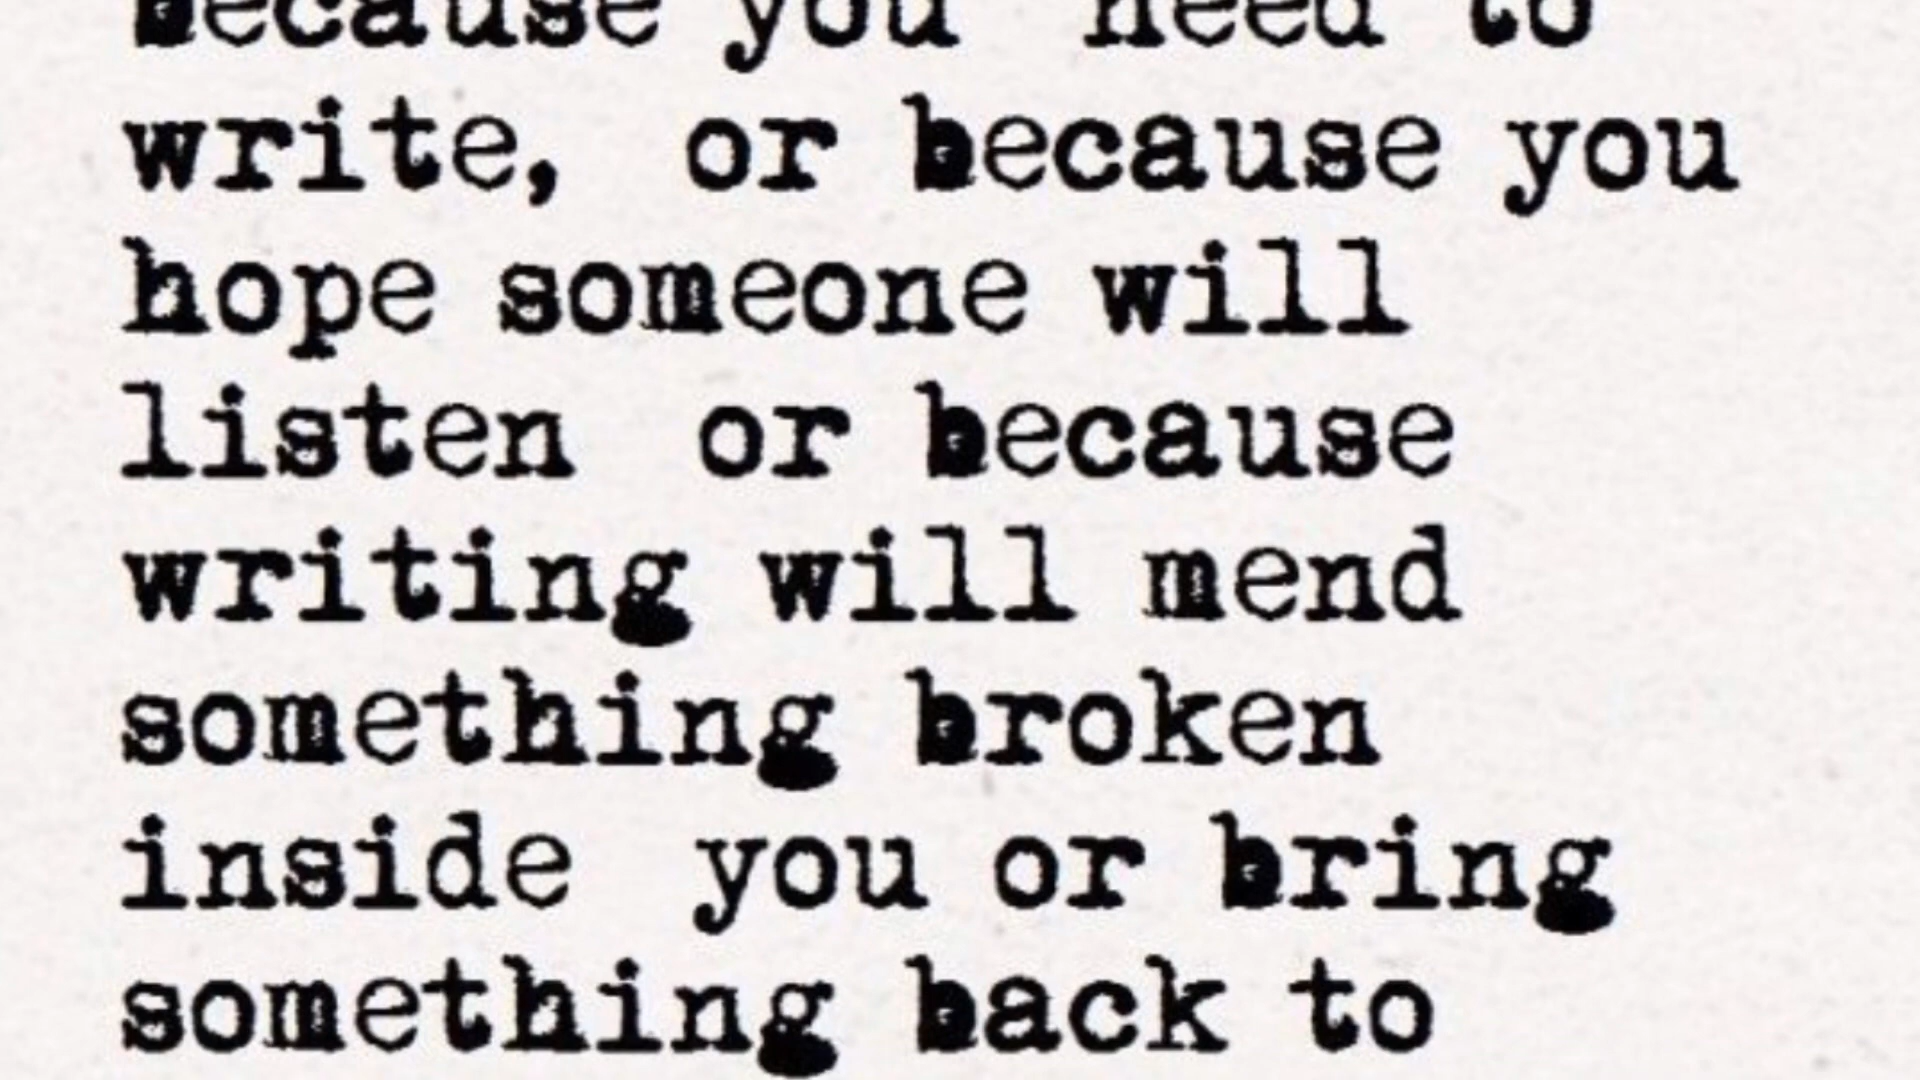 because you need to
write, or because you
hope someone will
listen or because
writing will mend
something broken
inside you or bring
something back to